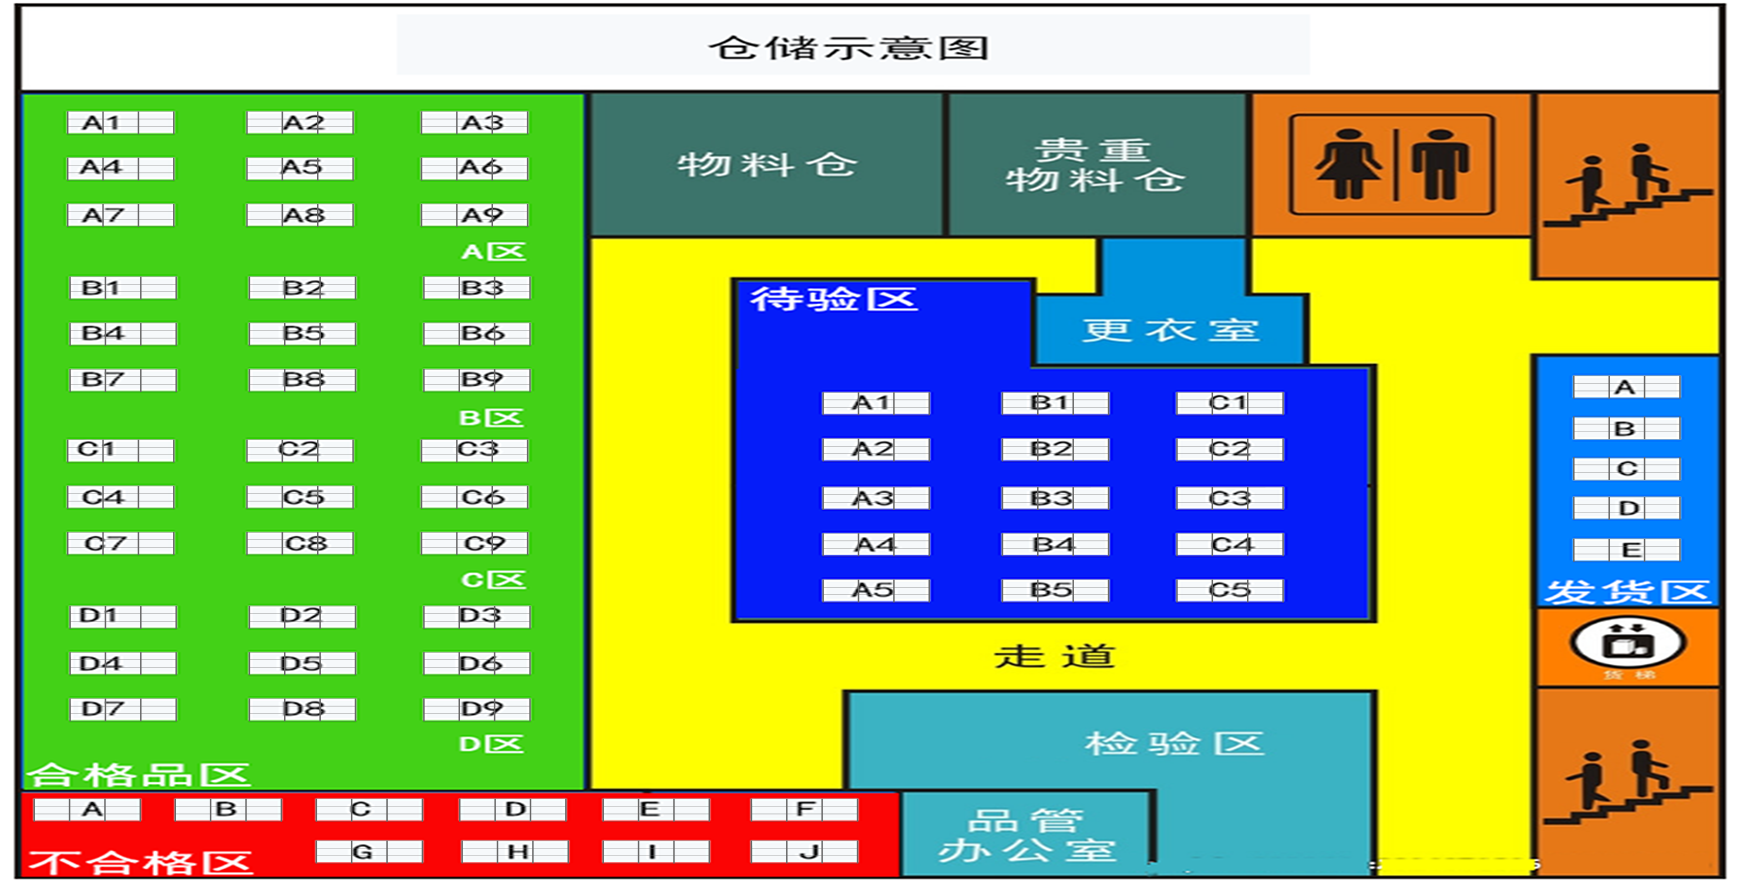 仓储示意图
A1 A2 A3
A4 A5 A6
A7 A8 A9
A区
B1 B2 B3
B4 B5 B6
B7 B8 B9
B区
C1 C2 C3
C4 C5 C6
C7 C8 C9
C区
D1 D2 D3
D4 D5 D6
D7 D8 D9
D区
合格品区
A B C D E F
G H I J
不合格区
物料仓
贵重
物料仓
更衣室
待验区
A1 B1 C1
A2 B2 C2
A3 B3 C3
A4 B4 C4
A5 B5 C5
走道
检验区
品管
办公室
A
B
C
D
E
发货区
货梯